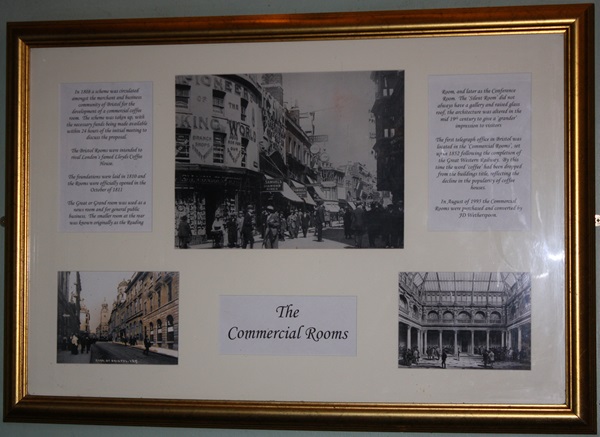 In 1808 a scheme was circulated
amongst the merchant and business
community of Bristol for the
development of a commercial coffee
room. The scheme was taken up, with
the necessary funds being made available
within 24 hours of the initial meeting to
discuss the proposal.
The Bristol Rooms were intended to
rival London's famed Lloyds Coffee
House.
The foundations were laid in 1810 and
the Rooms were officially opened in the
October of 1811
The Great or Grand room was used as a
news room and for general public
business. The smaller room at the rear
was known originally as the Reading
Room, and later as the Conference
Room. The 'Silent Room' did not
always have a gallery and raised glass
roof, the architecture was altered in the
mid 19th century to give a 'grander'
impression to visitors
The first telegraph office in Bristol was
located in the 'Commercial Rooms', set
up in 1852 following the completion of
the Great Western Railway. By this
time the word 'coffee' had been dropped
from the buildings title, reflecting the
decline in the popularity of coffee
houses.
In August of 1995 the Commercial
Rooms were purchased and converted by
JD Wetherspoon.
PIONEER
OF THE
KING WORL
The
Commercial Rooms